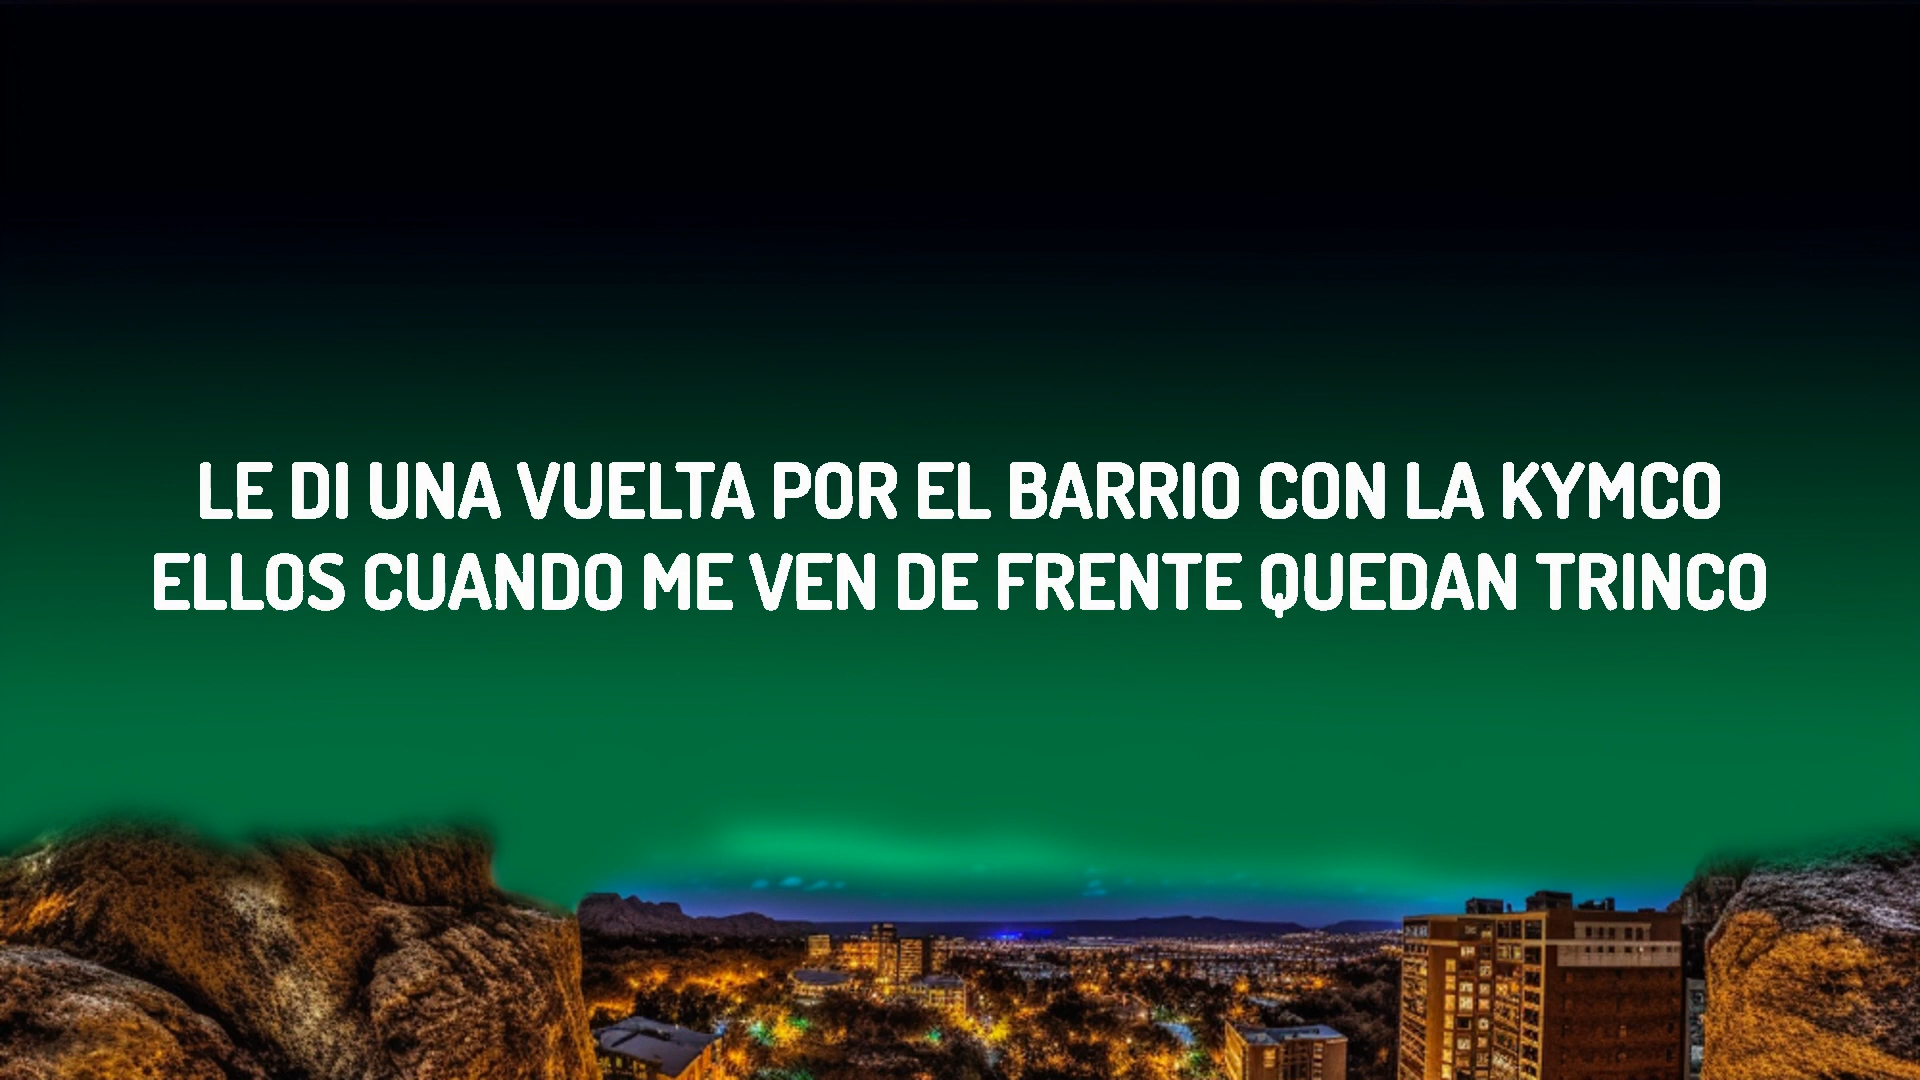 LE DI UNA VUELTA POR EL BARRIO CON LA KYMCO
ELLOS CUANDO ME VEN DE FRENTE QUEDAN TRINCO